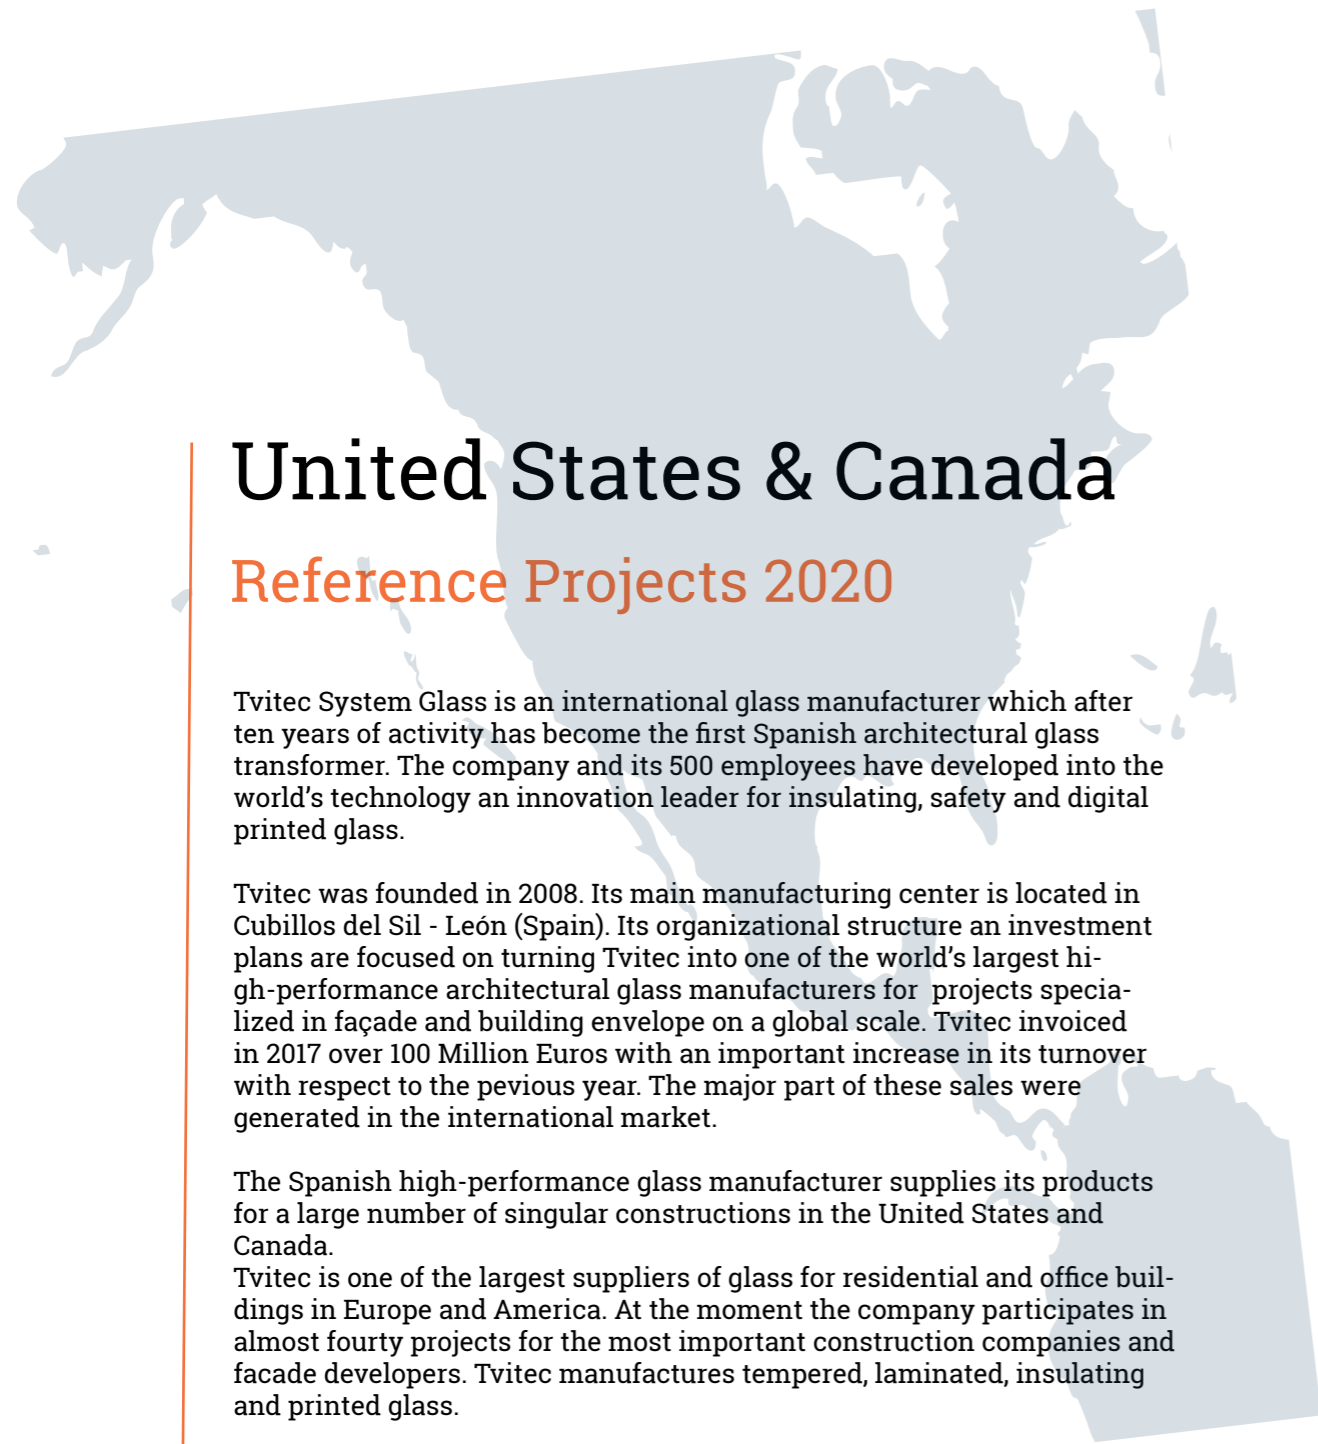 United States & Canada
Reference Projects 2020
Tvitec System Glass is an international glass manufacturer which after
ten years of activity has become the first Spanish architectural glass
transformer. The company and its 500 employees have developed into the
world's technology an innovation leader for insulating, safety and digital
printed glass.
Tvitec was founded in 2008. Its main manufacturing center is located in
Cubillos del Sil - León (Spain). Its organizational structure an investment
plans are focused on turning Tvitec into one of the world's largest hi-
gh-performance architectural glass manufacturers for  projects specia-
lized in façade and building envelope on a global scale. Tvitec invoiced
in 2017 over 100 Million Euros with an important increase in its turnover
with respect to the pevious year. The major part of these sales were
generated in the international market.
The Spanish high-performance glass manufacturer supplies its products
for a large number of singular constructions in the United States and
Canada.
Tvitec is one of the largest suppliers of glass for residential and office buil-
dings in Europe and America. At the moment the company participates in
almost fourty projects for the most important construction companies and
facade developers. Tvitec manufactures tempered, laminated, insulating
and printed glass.